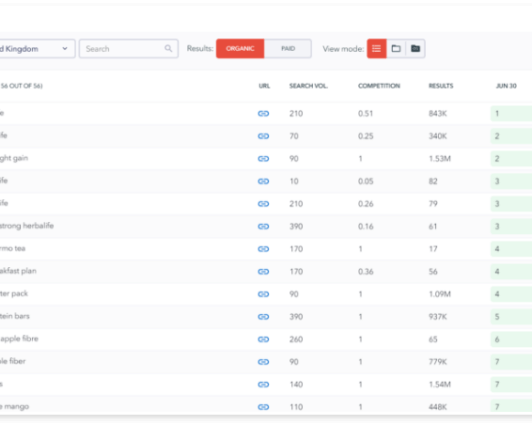 d Kingdom Search Results: ORGANIC PAID View mode:
56 OUT OF 56) URL SEARCH VOL. COMPETITION RESULTS JUN 30
e 210 0.51 843K 1
ife 70 0.25 340K 2
ght gain 90 1 1.53M 2
ife 10 0.05 82 3
ife 210 0.26 79 3
strong herbalife 390 0.16 61 3
rmo tea 170 1 17 4
akfast plan 170 0.36 56 4
ter pack 90 1 1.09M 4
tein bars 390 1 937K 5
apple fibre 260 1 65 6
le fiber 90 1 779K 7
s 140 1 1.54M 7
e mango 110 1 448K 7